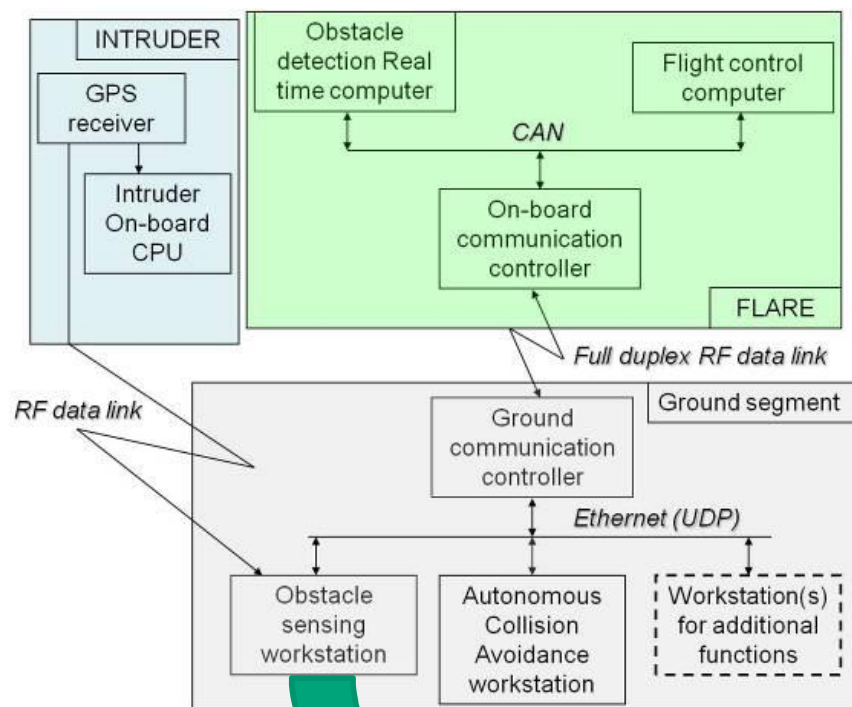 INTRUDER
GPS
receiver
Intruder
On-board
CPU
Obstacle
detection Real
time computer
Flight control
computer
CAN
On-board
communication
controller
FLARE
Full duplex RF data link
RF data link
Ground segment
Ground
communication
controller
Ethernet (UDP)
Obstacle
sensing
workstation
Autonomous
Collision
Avoidance
workstation
Workstation(s)
for additional
functions